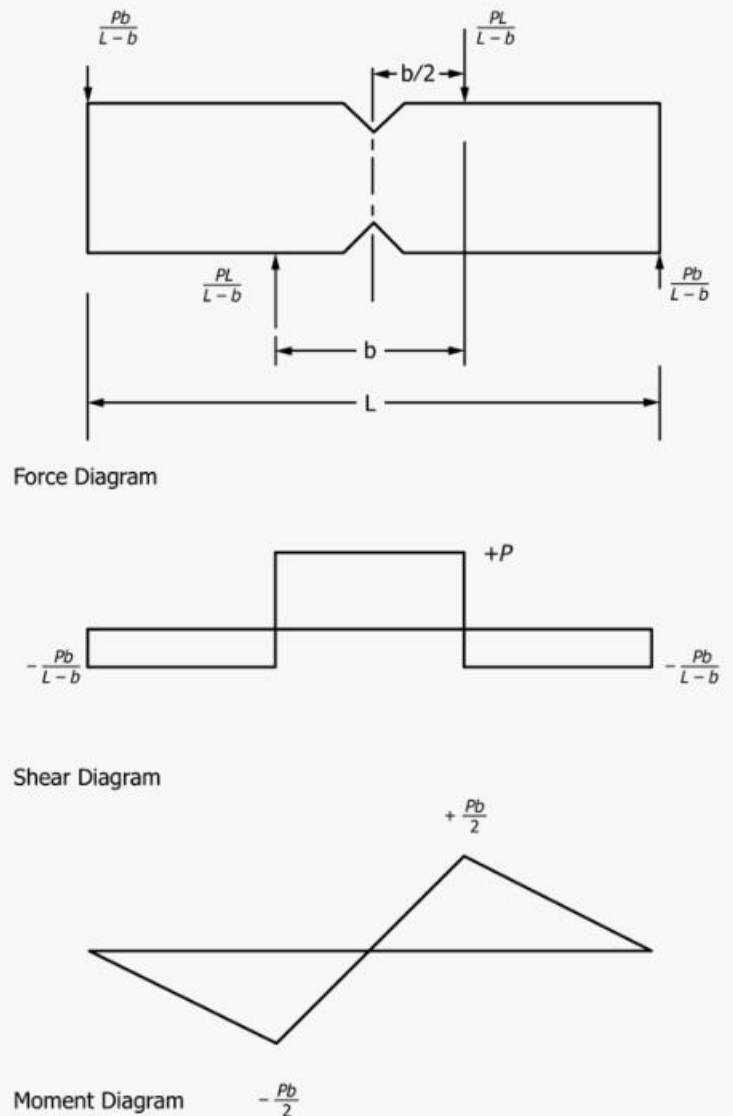 Pb
L – b
PL
L – b
b/2
PL
L – b
Pb
L – b
b
L
Force Diagram
+P
– Pb
L – b
– Pb
L – b
Shear Diagram
+ Pb
2
Moment Diagram
– Pb
2